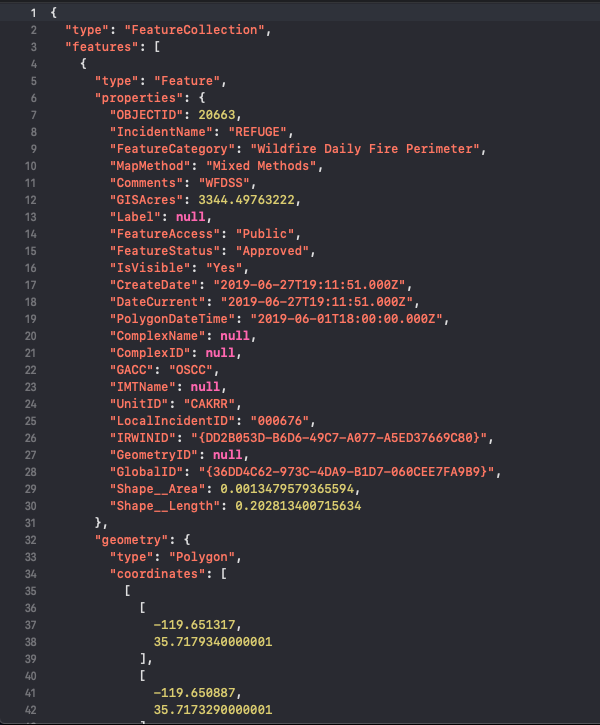 1 {
2 "type": "FeatureCollection",
3 "features": [
4 {
5 "type": "Feature",
6 "properties": {
7 "OBJECTID": 20663,
8 "IncidentName": "REFUGE",
9 "FeatureCategory": "Wildfire Daily Fire Perimeter",
10 "MapMethod": "Mixed Methods",
11 "Comments": "WFDSS",
12 "GISAcres": 3344.49763222,
13 "Label": null,
14 "FeatureAccess": "Public",
15 "FeatureStatus": "Approved",
16 "IsVisible": "Yes",
17 "CreateDate": "2019-06-27T19:11:51.000Z",
18 "DateCurrent": "2019-06-27T19:11:51.000Z",
19 "PolygonDateTime": "2019-06-01T18:00:00.000Z",
20 "ComplexName": null,
21 "ComplexID": null,
22 "GACC": "OSCC",
23 "IMTName": null,
24 "UnitID": "CAKRR",
25 "LocalIncidentID": "000676",
26 "IRWINID": "{DD2B053D-B6D6-49C7-A077-A5ED37669C80}",
27 "GeometryID": null,
28 "GlobalID": "{36DD4C62-973C-4DA9-B1D7-060CEE7FA9B9}",
29 "Shape__Area": 0.0013479579365594,
30 "Shape__Length": 0.202813400715634
31 },
32 "geometry": {
33 "type": "Polygon",
34 "coordinates": [
35 [
36 [
37 -119.651317,
38 35.7179340000001
39 ],
40 [
41 -119.650887,
42 35.7173290000001